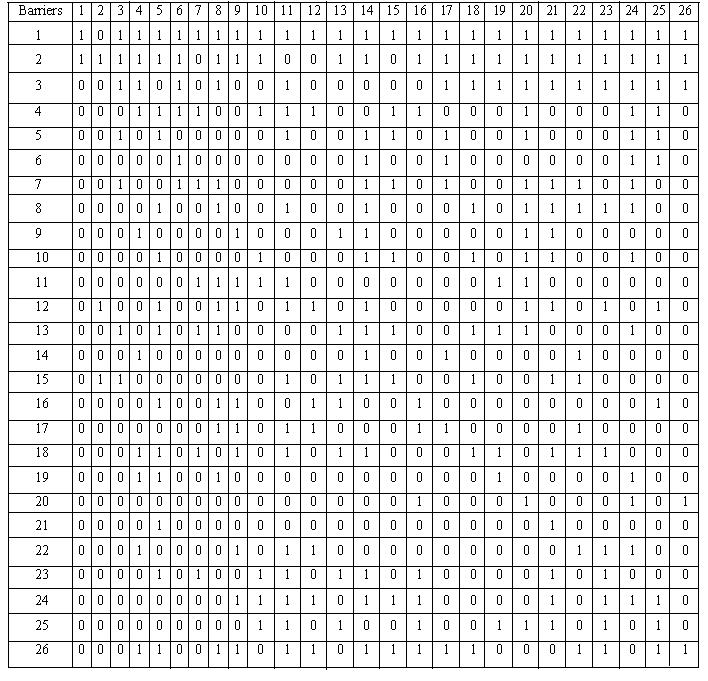 Barriers 1 2 3 4 5 6 7 8 9 10 11 12 13 14 15 16 17 18 19 20 21 22 23 24 25 26
1 1 0 1 1 1 1 1 1 1 1 1 1 1 1 1 1 1 1 1 1 1 1 1 1 1 1
2 1 1 1 1 1 1 0 1 1 1 0 0 1 1 0 1 1 1 1 1 1 1 1 1 1 1
3 0 0 1 1 0 1 0 1 0 0 1 0 0 0 0 0 1 1 1 1 1 1 1 1 1 1
4 0 0 0 1 1 1 1 0 0 1 1 1 0 0 1 1 0 0 0 1 0 0 0 1 1 0
5 0 0 1 0 1 0 0 0 0 0 1 0 0 1 1 0 1 0 0 1 0 0 0 1 1 0
6 0 0 0 0 0 1 0 0 0 0 0 0 0 1 0 0 1 0 0 0 0 0 0 1 1 0
7 0 0 1 0 0 1 1 1 0 0 0 0 0 1 1 0 1 0 0 1 1 1 0 1 0 0
8 0 0 0 0 1 0 0 1 0 0 1 0 0 1 0 0 0 1 0 1 1 1 1 1 0 0
9 0 0 0 1 0 0 0 0 1 0 0 0 1 1 0 0 0 0 0 1 1 0 0 0 0 0
10 0 0 0 0 1 0 0 0 0 1 0 0 0 1 1 0 0 1 0 1 1 0 0 1 0 0
11 0 0 0 0 0 0 1 1 1 1 1 0 0 0 0 0 0 0 1 1 0 0 0 0 0 0
12 0 1 0 0 1 0 0 1 1 0 1 1 0 1 0 0 0 0 0 1 1 0 1 0 1 0
13 0 0 1 0 1 0 1 1 0 0 0 0 1 1 1 0 0 1 1 1 0 0 0 1 0 0
14 0 0 0 1 0 0 0 0 0 0 0 0 0 1 0 0 1 0 0 0 0 1 0 0 0 0
15 0 1 1 0 0 0 0 0 0 0 1 0 1 1 1 0 0 1 0 0 1 1 0 0 0 0
16 0 0 0 0 1 0 0 1 1 0 0 1 1 0 0 1 0 0 0 0 0 0 0 0 1 0
17 0 0 0 0 0 0 0 1 1 0 1 1 0 0 0 1 1 0 0 0 0 1 0 0 0 0
18 0 0 0 1 1 0 1 0 1 0 1 0 1 1 0 0 0 1 1 0 1 1 1 0 0 0
19 0 0 0 1 1 0 0 1 0 0 0 0 0 0 0 0 0 0 1 0 0 0 0 1 0 0
20 0 0 0 0 0 0 0 0 0 0 0 0 0 0 0 1 0 0 0 1 0 0 0 1 0 1
21 0 0 0 0 1 0 0 0 0 0 0 0 0 0 0 0 0 0 0 0 1 0 0 0 0 0
22 0 0 0 1 0 0 0 0 1 0 1 1 0 0 0 0 0 0 0 0 0 1 1 1 0 0
23 0 0 0 0 1 0 1 0 0 1 1 0 1 1 0 1 0 0 0 0 1 0 1 0 0 0
24 0 0 0 0 0 0 0 0 1 1 1 1 0 1 1 1 0 0 0 0 1 0 1 1 1 0
25 0 0 0 0 0 0 0 0 0 1 1 0 1 0 0 1 0 0 1 1 1 0 1 0 1 0
26 0 0 0 1 1 0 0 1 1 0 1 1 0 1 1 1 1 1 0 0 0 1 1 0 1 1